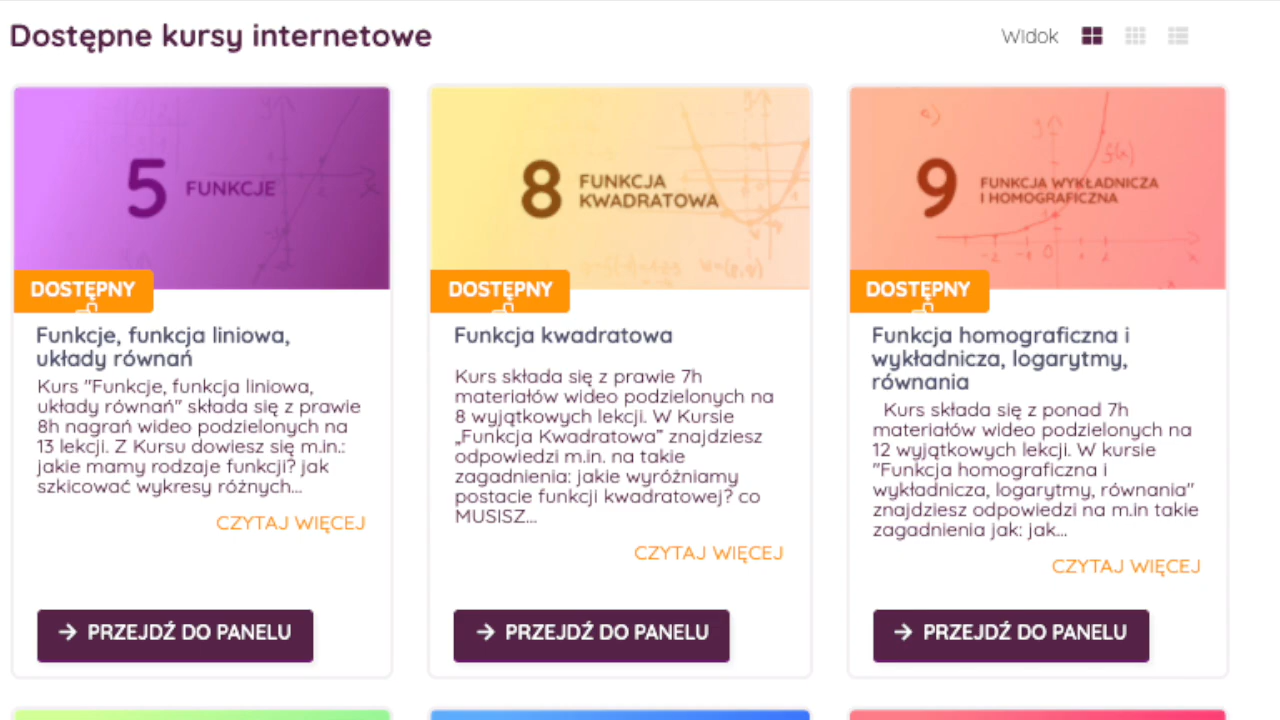 Dostępne kursy internetowe
Widok
5
FUNKCJE
8
FUNKCJA
KWADRATOWA
9
FUNKCJA WYKŁADNICZA
I HOMOGRAFICZNA
DOSTĘPNY
DOSTĘPNY
DOSTĘPNY
Funkcje, funkcja liniowa,
układy równań
Kurs "Funkcje, funkcja liniowa,
układy równań" składa się z prawie
8h nagrań wideo podzielonych na
13 lekcji. Z Kursu dowiesz się m.in.:
jakie mamy rodzaje funkcji? jak
szkicować wykresy różnych...
CZYTAJ WIĘCEJ
PRZEJDŹ DO PANELU
Funkcja kwadratowa
Kurs składa się z prawie 7h
materiałów wideo podzielonych na
8 wyjątkowych lekcji. W Kursie
„Funkcja Kwadratowa” znajdziesz
odpowiedzi m.in. na takie
zagadnienia: jakie wyróżniamy
postacie funkcji kwadratowej? co
MUSISZ...
CZYTAJ WIĘCEJ
PRZEJDŹ DO PANELU
Funkcja homograficzna i
wykładnicza, logarytmy,
równania
Kurs składa się z ponad 7h
materiałów wideo podzielonych na
12 wyjątkowych lekcji. W kursie
"Funkcja homograficzna i
wykładnicza, logarytmy, równania"
znajdziesz odpowiedzi na m.in takie
zagadnienia jak: jak...
CZYTAJ WIĘCEJ
PRZEJDŹ DO PANELU